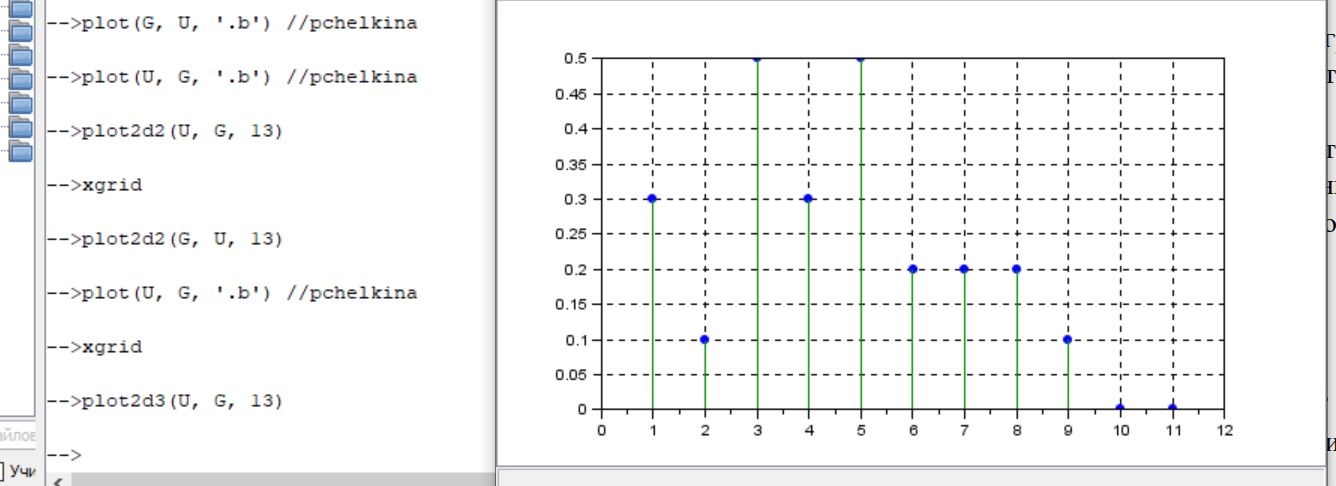 -->plot(G, U, '.b') //pchelkina
-->plot(U, G, '.b') //pchelkina
-->plot2d2(U, G, 13)
-->xgrid
-->plot2d2(G, U, 13)
-->plot(U, G, '.b') //pchelkina
-->xgrid
-->plot2d3(U, G, 13)
-->
айлов
Учи
0.5
0.45
0.4
0.35
0.3
0.25
0.2
0.15
0.1
0.05
0
0 1 2 3 4 5 6 7 8 9 10 11 12